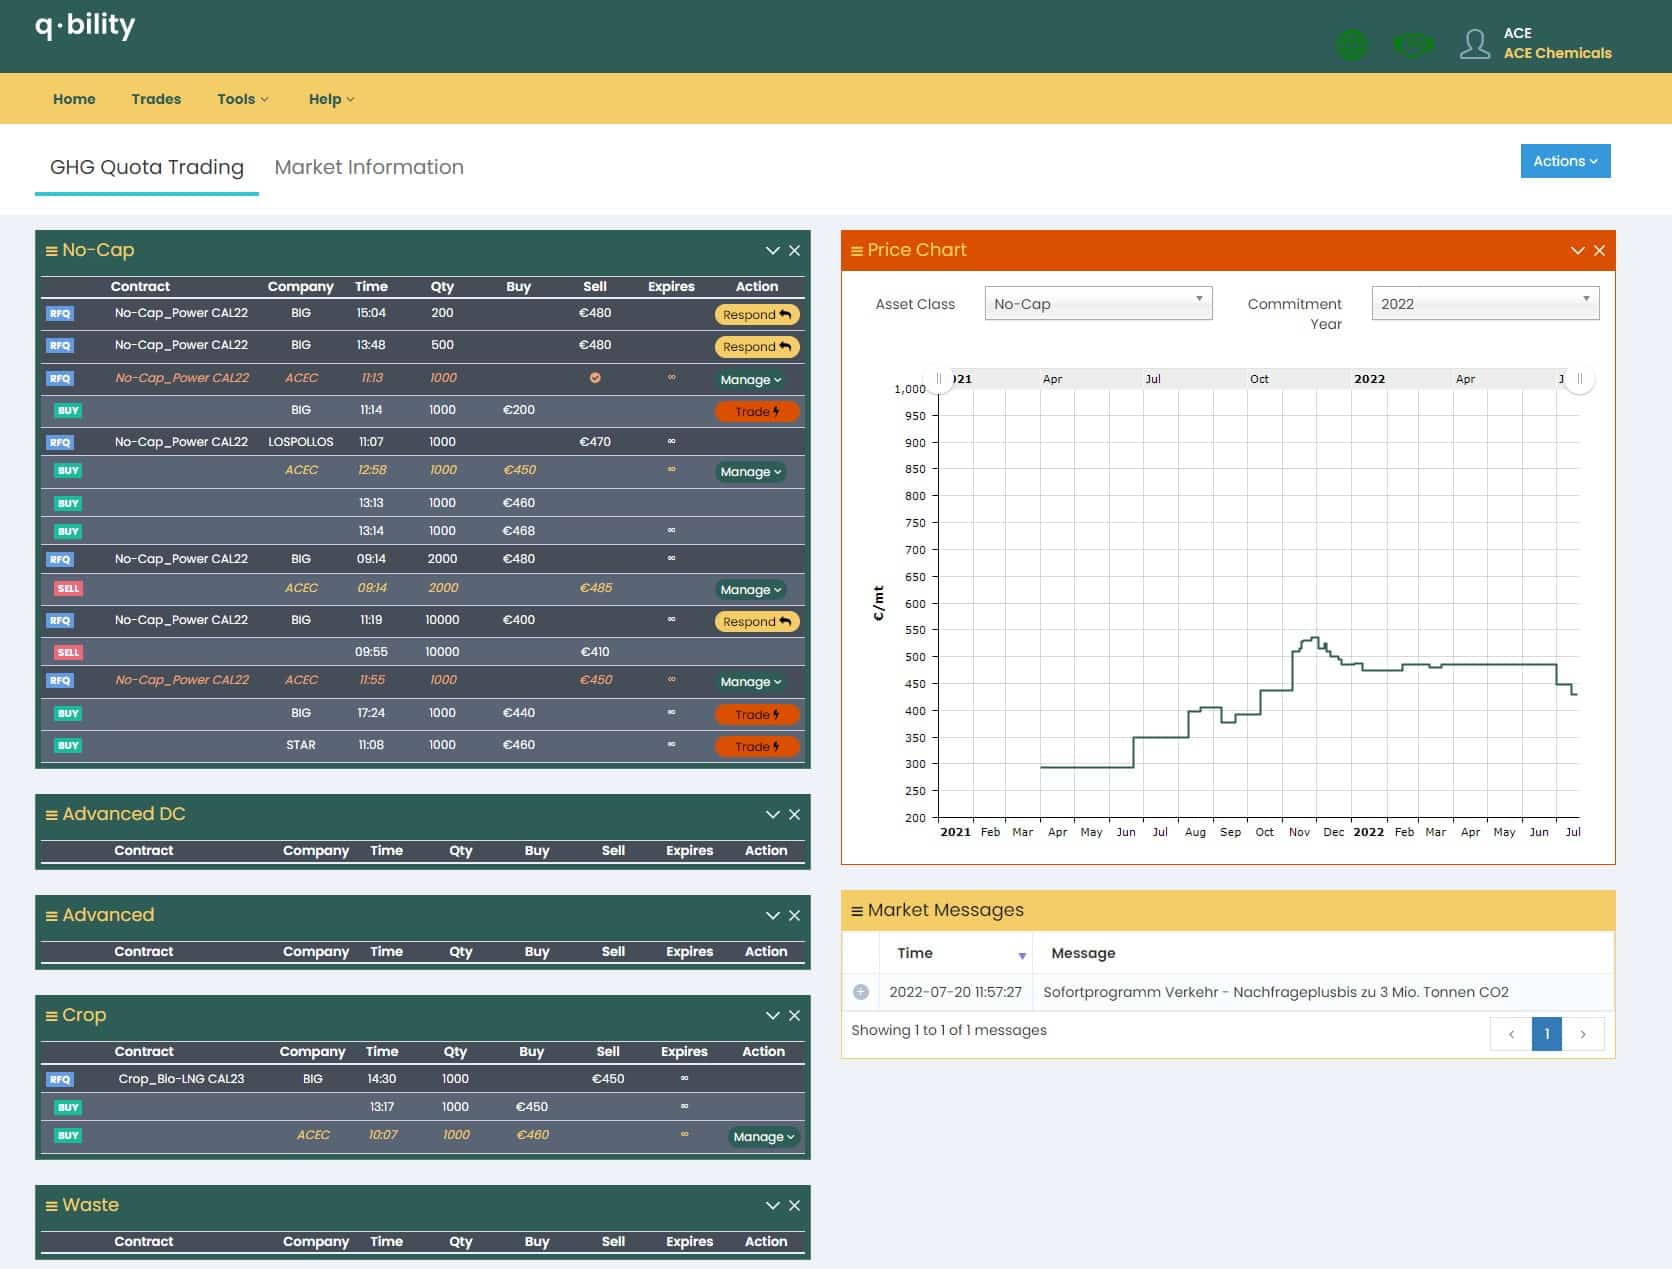 q·bility
ACE
ACE Chemicals
Home Trades Tools Help
GHG Quota Trading Market Information
Actions
No-Cap
Contract Company Time Qty Buy Sell Expires Action
RFQ No-Cap_Power CAL22 BIG 15:04 200 €480 Respond
RFQ No-Cap_Power CAL22 BIG 13:48 500 €480 Respond
RFQ No-Cap_Power CAL22 ACEC 11:13 1000 ∞ Manage
BUY BIG 11:14 1000 €200 Trade
RFQ No-Cap_Power CAL22 LOSPOLLOS 11:07 1000 €470 ∞
BUY ACEC 12:58 1000 €450 ∞ Manage
BUY 13:13 1000 €460
BUY 13:14 1000 €468 ∞
RFQ No-Cap_Power CAL22 BIG 09:14 2000 €480 ∞
SELL ACEC 09:14 2000 €485 Manage
RFQ No-Cap_Power CAL22 BIG 11:19 10000 €400 ∞ Respond
SELL 09:55 10000 €410
RFQ No-Cap_Power CAL22 ACEC 11:55 1000 €450 ∞ Manage
BUY BIG 17:24 1000 €440 ∞ Trade
BUY STAR 11:08 1000 €460 ∞ Trade
Advanced DC
Contract Company Time Qty Buy Sell Expires Action
Advanced
Contract Company Time Qty Buy Sell Expires Action
Crop
Contract Company Time Qty Buy Sell Expires Action
RFQ Crop_Bio-LNG CAL23 BIG 14:30 1000 €450 ∞
BUY 13:17 1000 €450 ∞
BUY ACEC 10:07 1000 €460 ∞ Manage
Waste
Contract Company Time Qty Buy Sell Expires Action
Price Chart
Asset Class No-Cap Commitment Year 2022
Apr Jul Oct 2022 Apr
1,000
950
900
850
800
750
700
650
600
550
500
450
400
350
300
250
200
€/mt
2021 Feb Mar Apr May Jun Jul Aug Sep Oct Nov Dec 2022 Feb Mar Apr May Jun Jul
Market Messages
Time Message
2022-07-20 11:57:27 Sofortprogramm Verkehr - Nachfrageplusbis zu 3 Mio. Tonnen CO2
Showing 1 to 1 of 1 messages
‹ 1 ›